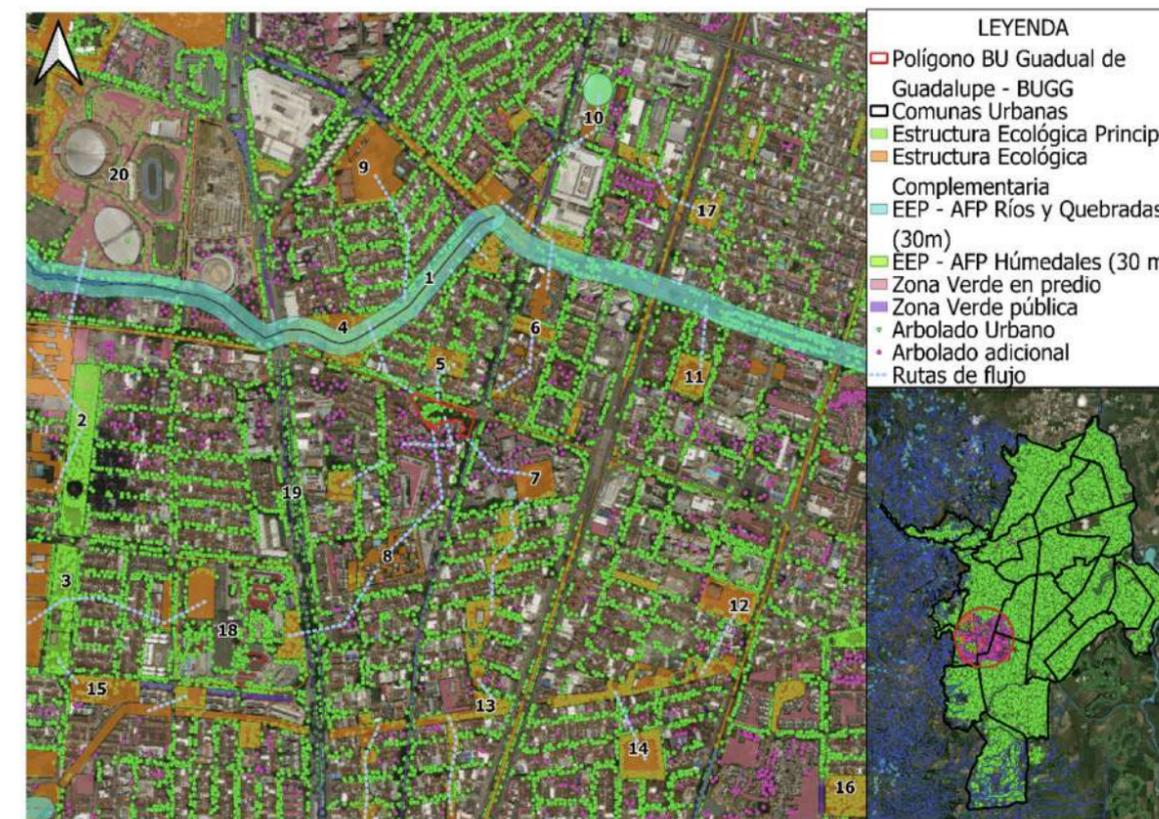 LEYENDA
Polígono BU Guadual de
Guadalupe - BUGG
Comunas Urbanas
Estructura Ecológica Princip
Estructura Ecológica
Complementaria
EEP - AFP Ríos y Quebradas
(30m)
EEP - AFP Húmedales (30 m
Zona Verde en predio
Zona Verde pública
Arbolado Urbano
Arbolado adicional
Rutas de flujo
10
9
20
17
1
4
6
5
11
2
7
19
8
3
12
18
15
13
14
16